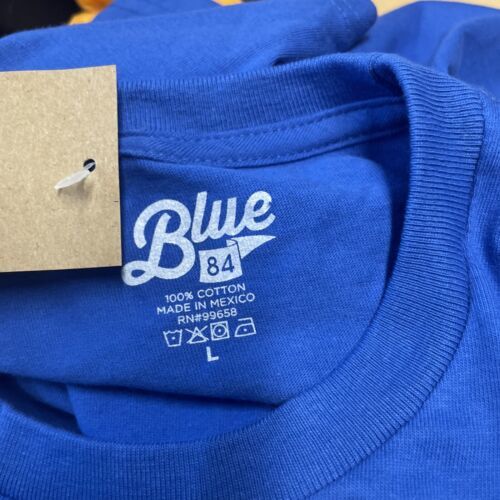 Blue
84
100% COTTON
MADE IN MEXICO
RN#99658
L